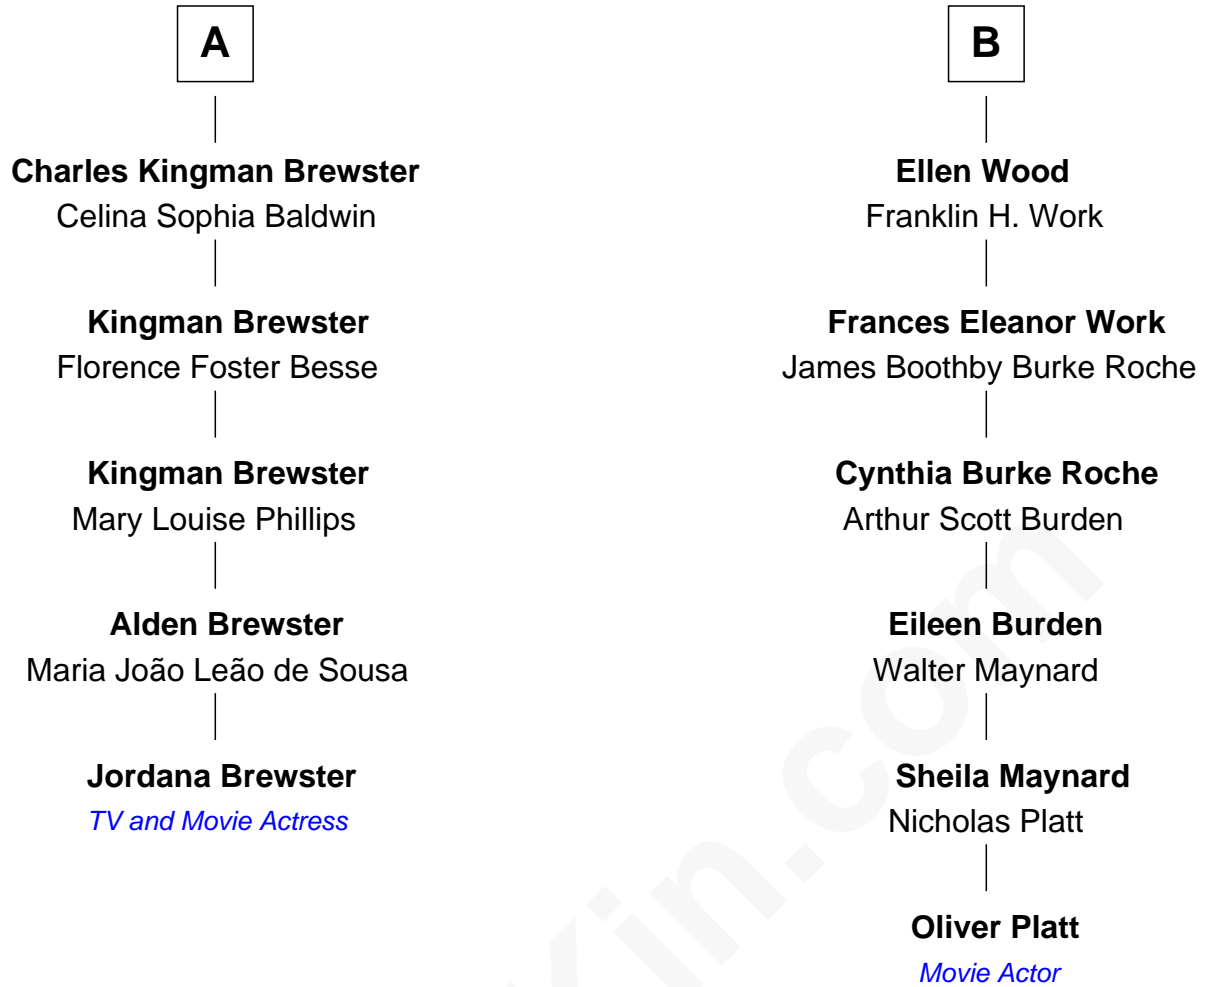 A
Charles Kingman Brewster
Celina Sophia Baldwin
Kingman Brewster
Florence Foster Besse
Kingman Brewster
Mary Louise Phillips
Alden Brewster
Maria João Leão de Sousa
Jordana Brewster
TV and Movie Actress
B
Ellen Wood
Franklin H. Work
Frances Eleanor Work
James Boothby Burke Roche
Cynthia Burke Roche
Arthur Scott Burden
Eileen Burden
Walter Maynard
Sheila Maynard
Nicholas Platt
Oliver Platt
Movie Actor
Kin.com